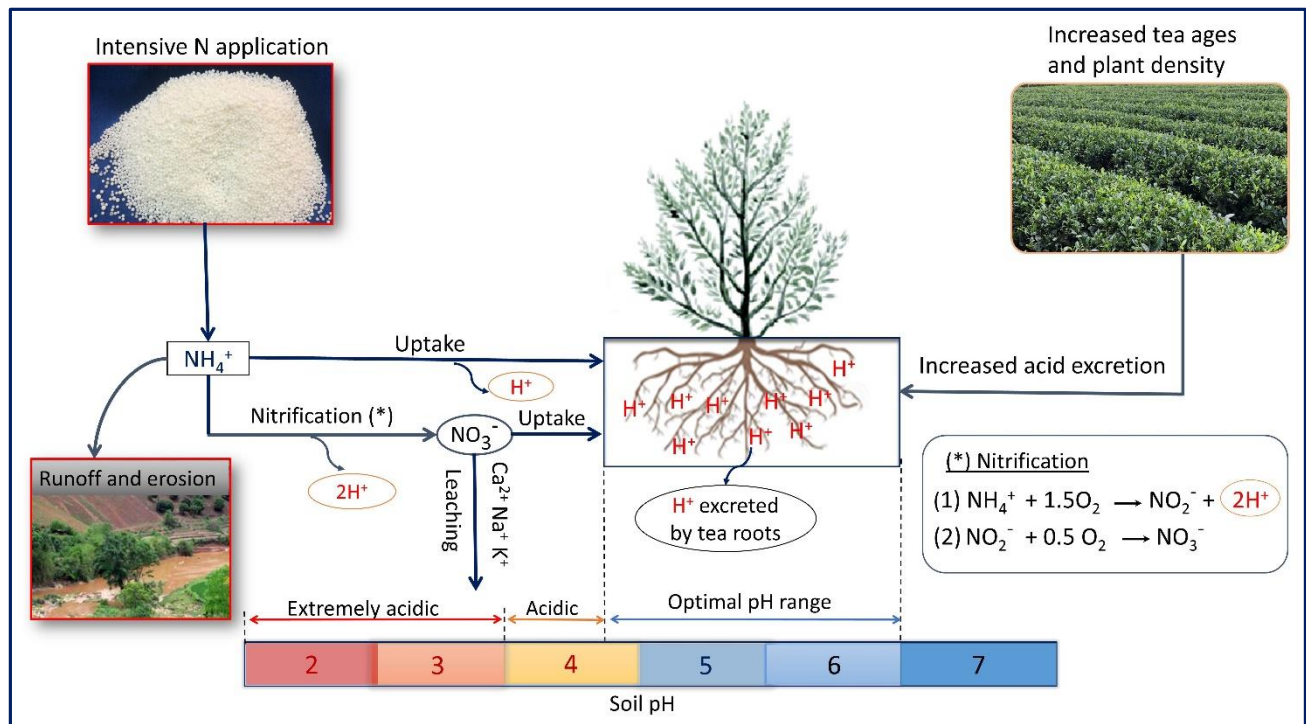 Intensive N application
Increased tea ages
and plant density
NH₄⁺
Uptake
H⁺
Nitrification (*)
2H⁺
NO₃⁻
Uptake
Leaching
Ca²⁺ Na⁺ K⁺
Runoff and erosion
H⁺
H⁺
H⁺
H⁺
H⁺
H⁺
H⁺
H⁺
H⁺
H⁺ excreted
by tea roots
Increased acid excretion
(*) Nitrification
(1) NH₄⁺ + 1.5O₂ → NO₂⁻ + 2H⁺
(2) NO₂⁻ + 0.5 O₂ → NO₃⁻
Extremely acidic
Acidic
Optimal pH range
2 3 4 5 6 7
Soil pH